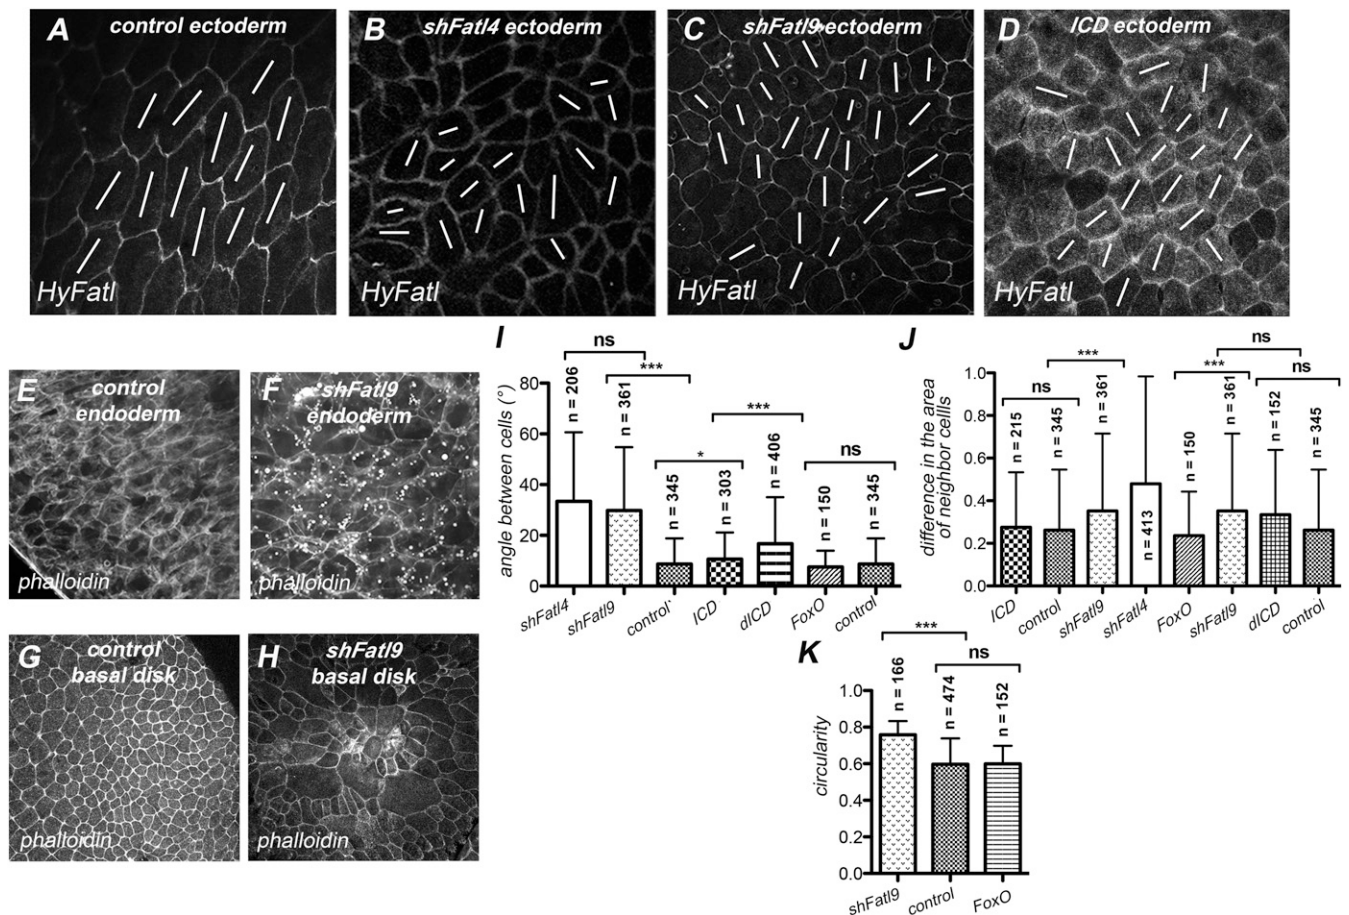 A
control ectoderm
HyFatl
B
shFatl4 ectoderm
HyFatl
C
shFatl9 ectoderm
HyFatl
D
ICD ectoderm
HyFatl
E
control
endoderm
phalloidin
F
shFatl9
endoderm
phalloidin
G
control
basal disk
phalloidin
H
shFatl9
basal disk
phalloidin
I
ns
***
*
***
ns
angle between cells (°)
80
60
40
20
0
n = 206
n = 361
n = 345
n = 303
n = 406
n = 150
n = 345
shFatl4
shFatl9
control
ICD
dICD
FoxO
control
J
ns
***
***
ns
ns
difference in the area
of neighbor cellls
1.0
0.8
0.6
0.4
0.2
0.0
n = 215
n = 345
n = 361
n = 413
n = 150
n = 361
n = 152
n = 345
ICD
control
shFatl9
shFatl4
FoxO
shFatl9
dICD
control
K
***
ns
circularity
1.0
0.8
0.6
0.4
0.2
0.0
n = 166
n = 474
n = 152
shFatl9
control
FoxO